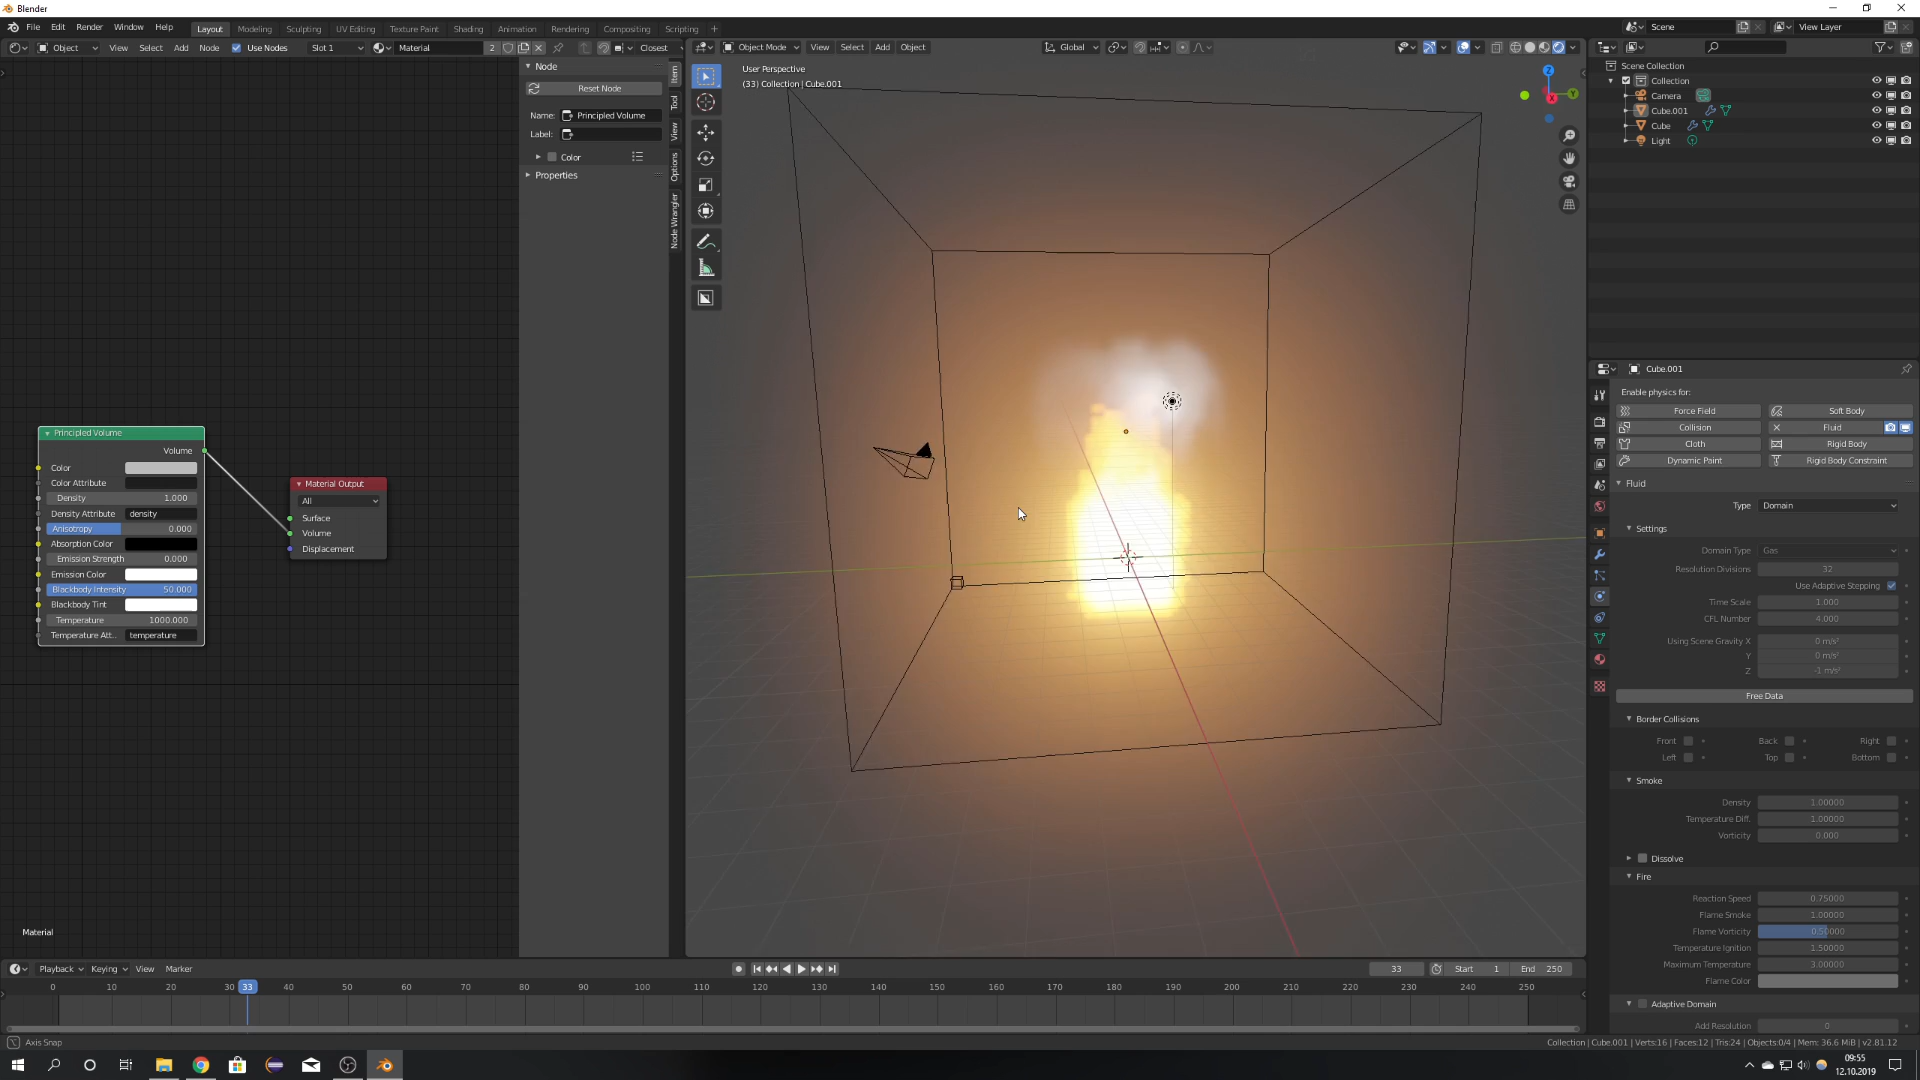 Blender
File Edit Render Window Help Layout Modeling Sculpting UV Editing Texture Paint Shading Animation Rendering Compositing Scripting + Scene View Layer
Object View Select Add Node Use Nodes Slot 1 Material 2 Closest
Object Mode View Select Add Object Global
Node
Reset Node
Name: Principled Volume
Label:
Color
Properties
Item
Tool
View
Options
Node Wrangler
User Perspective
(33) Collection | Cube.001
Z
X
Y
Scene Collection
Collection
Camera
Cube.001
Cube
Light
Principled Volume
Volume
Color
Color Attribute
Density 1.000
Density Attribute density
Anisotropy 0.000
Absorption Color
Emission Strength 0.000
Emission Color
Blackbody Intensity 50.000
Blackbody Tint
Temperature 1000.000
Temperature Att.. temperature
Material Output
All
Surface
Volume
Displacement
Material
Cube.001
Enable physics for:
Force Field Soft Body
Collision Fluid
Cloth Rigid Body
Dynamic Paint Rigid Body Constraint
Fluid
Type Domain
Settings
Domain Type Gas
Resolution Divisions 32
Use Adaptive Stepping
Time Scale 1.000
CFL Number 4.000
Using Scene Gravity X 0 m/s²
Y 0 m/s²
Z -1 m/s²
Free Data
Border Collisions
Front Back Right
Left Top Bottom
Smoke
Density 1.00000
Temperature Diff. 1.00000
Vorticity 0.000
Dissolve
Fire
Reaction Speed 0.75000
Flame Smoke 1.00000
Flame Vorticity 0.50000
Temperature Ignition 1.50000
Maximum Temperature 3.00000
Flame Color
Adaptive Domain
Add Resolution 0
Playback Keying View Marker 33 Start 1 End 250
0 10 20 30 33 40 50 60 70 80 90 100 110 120 130 140 150 160 170 180 190 200 210 220 230 240 250
Axis Snap
Collection | Cube.001 | Verts:16 | Faces:12 | Tris:24 | Objects:0/4 | Mem: 36.6 MiB | v2.81.12
09:55
12.10.2019